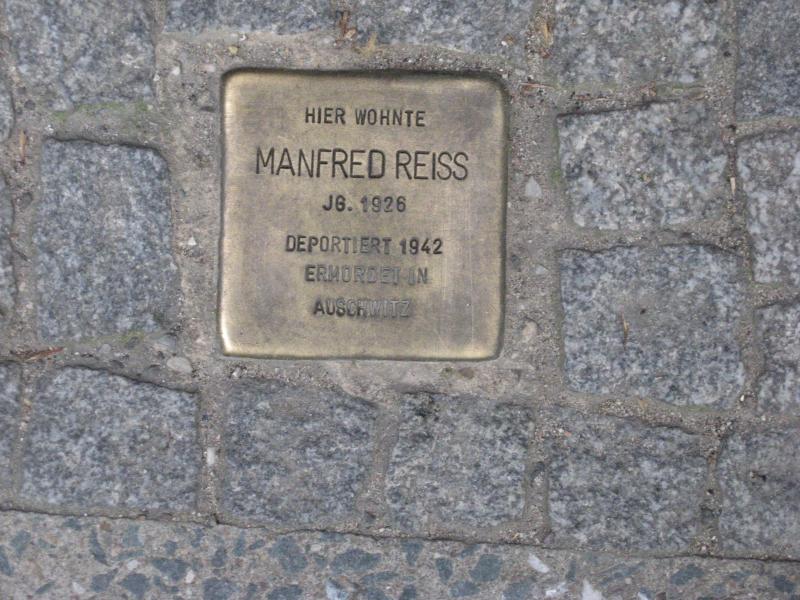 HIER WOHNTE
MANFRED REISS
JG. 1926
DEPORTIERT 1942
ERMORDET IN
AUSCHWITZ